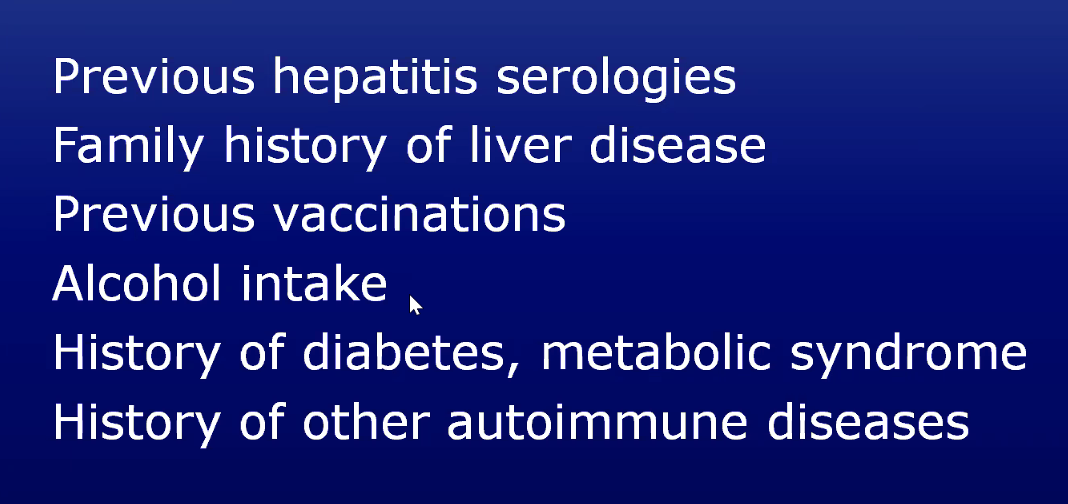 Previous hepatitis serologies
Family history of liver disease
Previous vaccinations
Alcohol intake
History of diabetes, metabolic syndrome
History of other autoimmune diseases